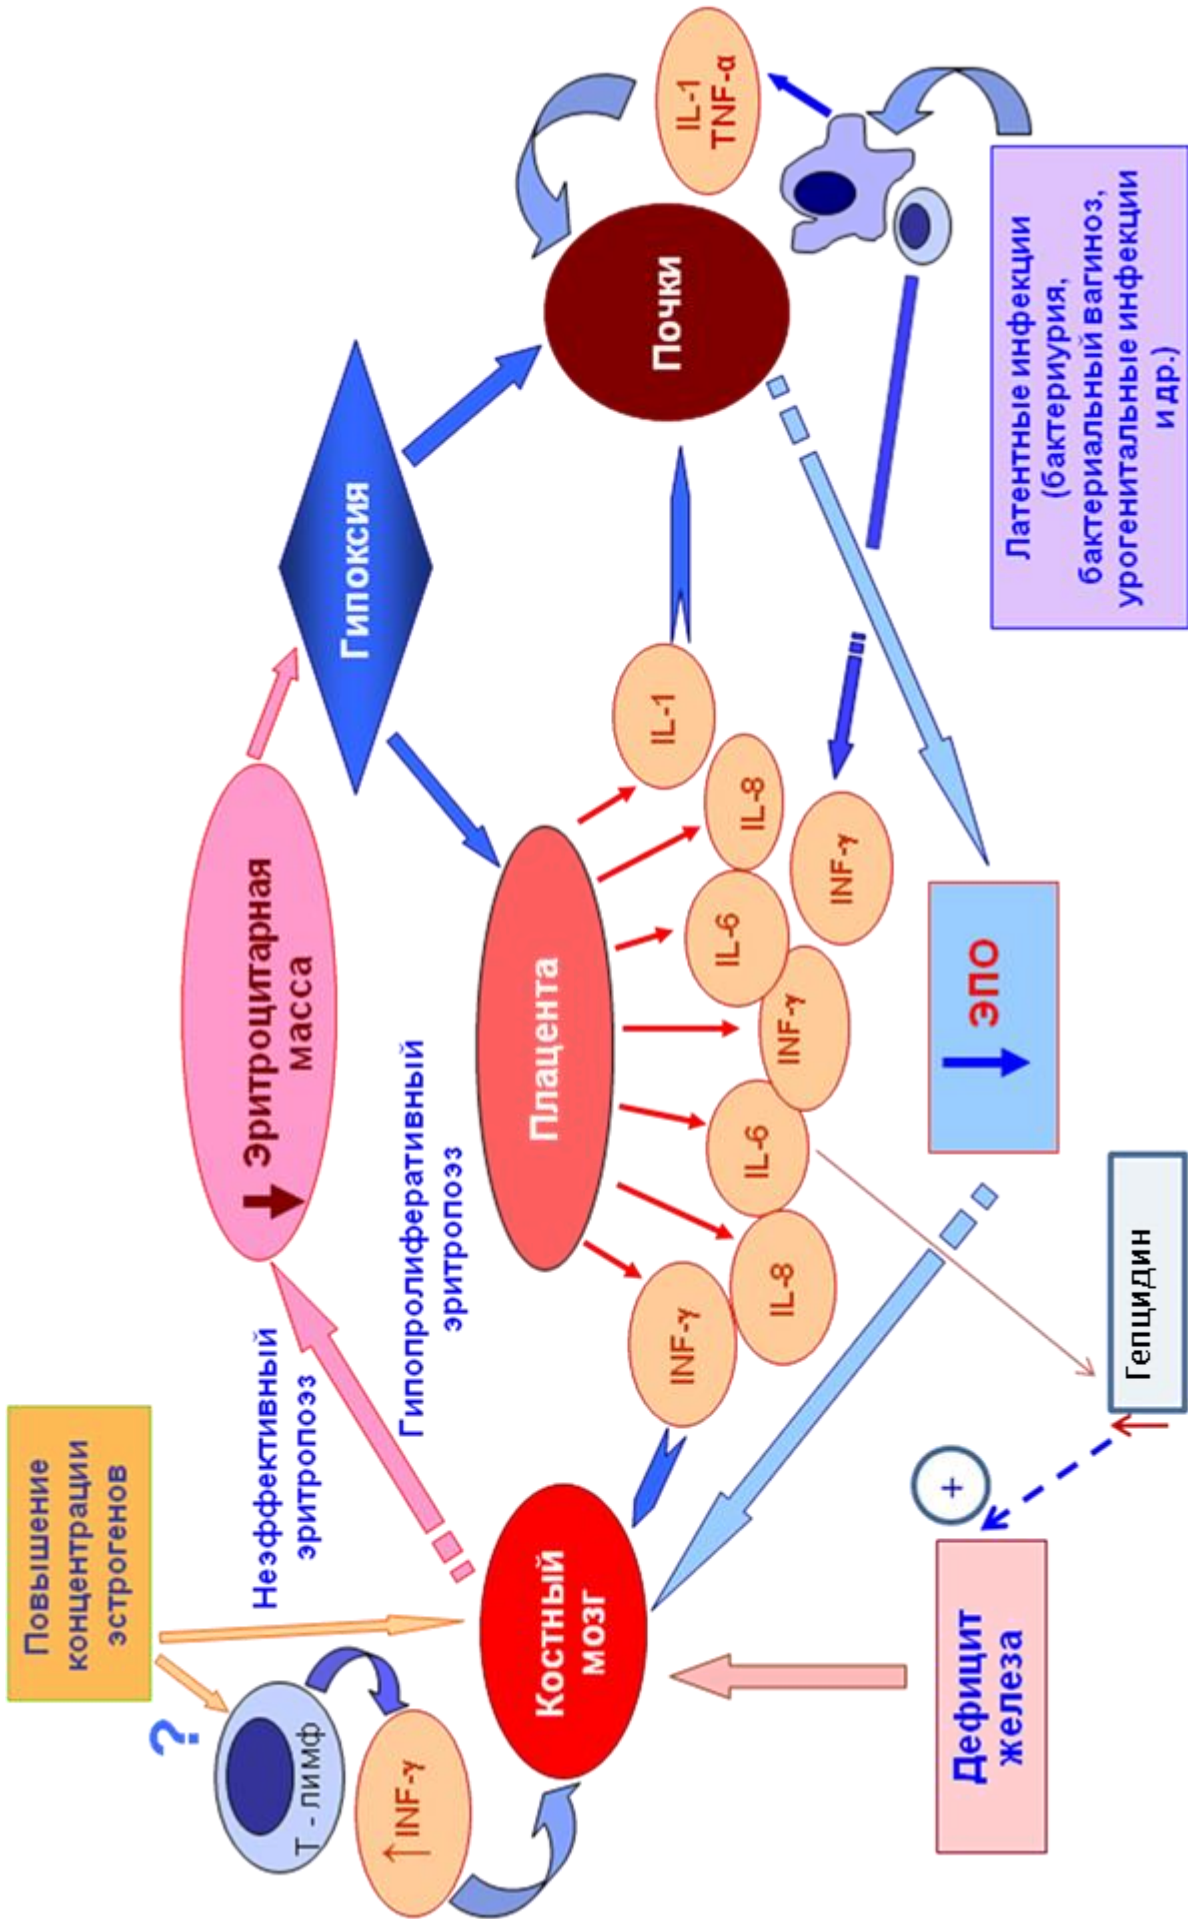 Повышение
концентрации
эстрогенов
?
Т - лимф
↑INF-γ
Неэффективный
эритропоэз
Эритроцитарная
масса
Гипопролиферативный
эритропоэз
Гипоксия
Костный
мозг
Плацента
Почки
IL-1
TNF-α
INF-γ
IL-8
IL-6
INF-γ
IL-6
IL-8
IL-1
INF-γ
ЭПО
Дефицит
железа
+
Гепцидин
Латентные инфекции
(бактериурия,
бактериальный вагиноз,
урогенитальные инфекции
и др.)